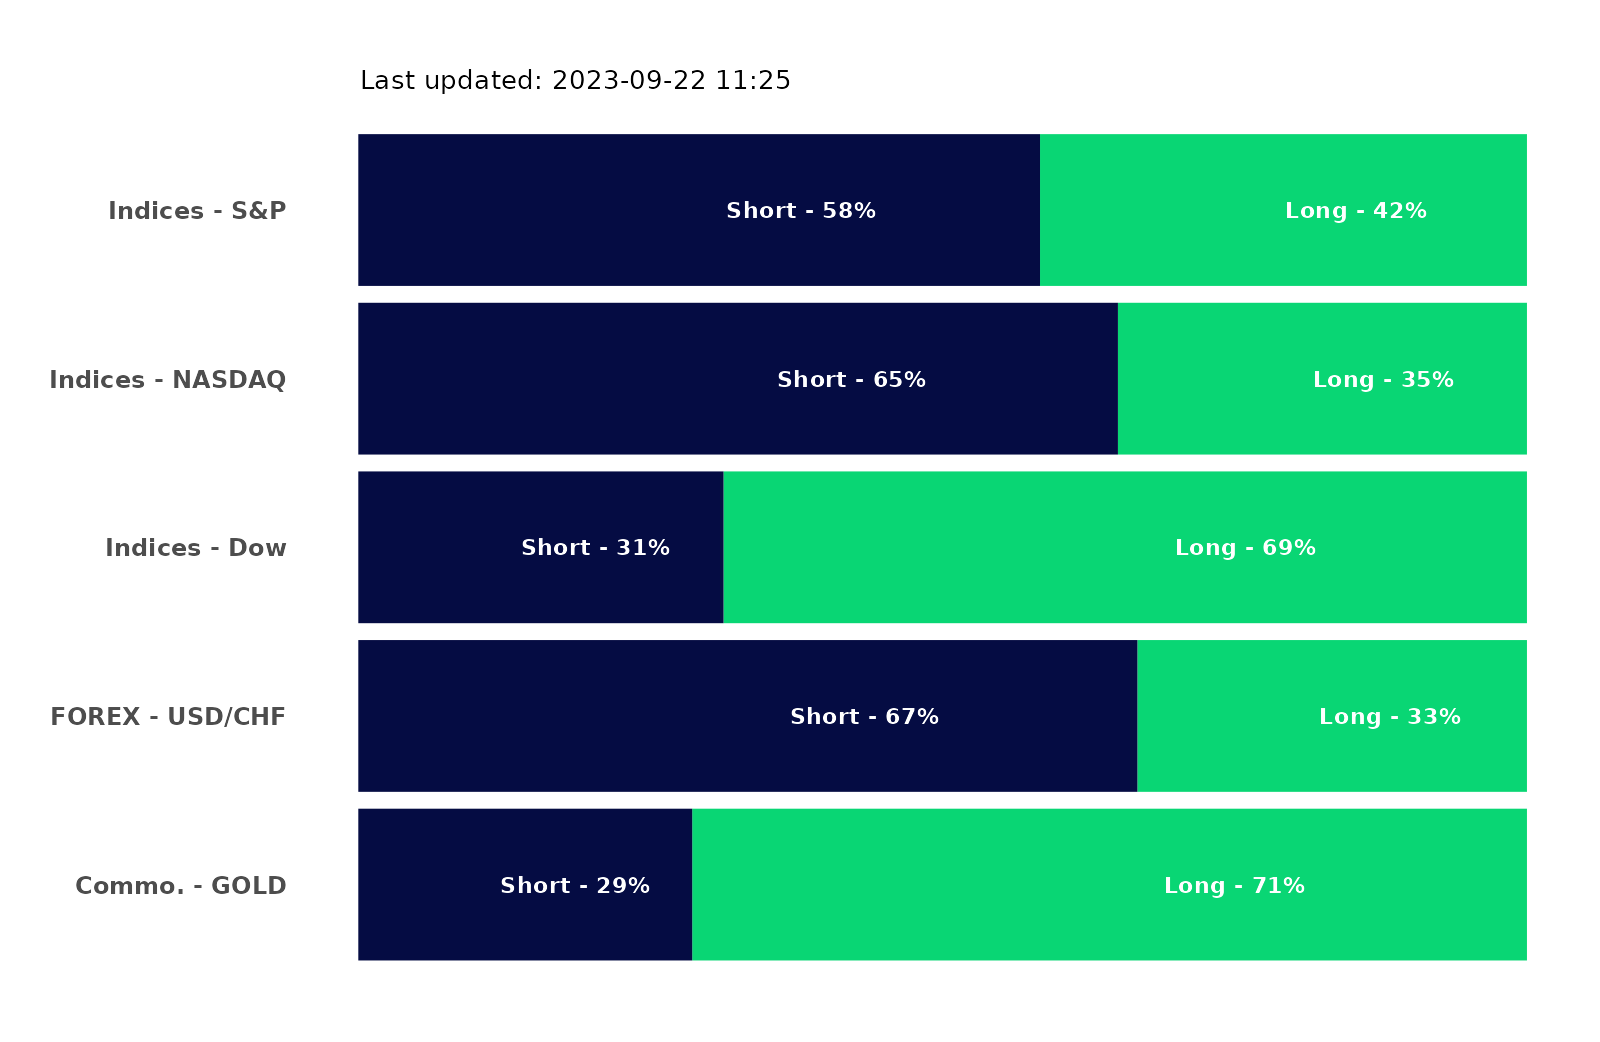 Last updated: 2023-09-22 11:25
Indices - S&P Short - 58% Long - 42%
Indices - NASDAQ Short - 65% Long - 35%
Indices - Dow Short - 31% Long - 69%
FOREX - USD/CHF Short - 67% Long - 33%
Commo. - GOLD Short - 29% Long - 71%